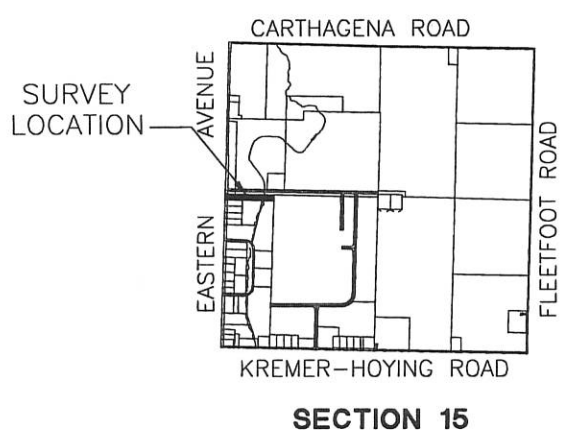 CARTHAGENA ROAD
SURVEY
LOCATION
EASTERN AVENUE
FLEETFOOT ROAD
KREMER-HOYING ROAD
SECTION 15